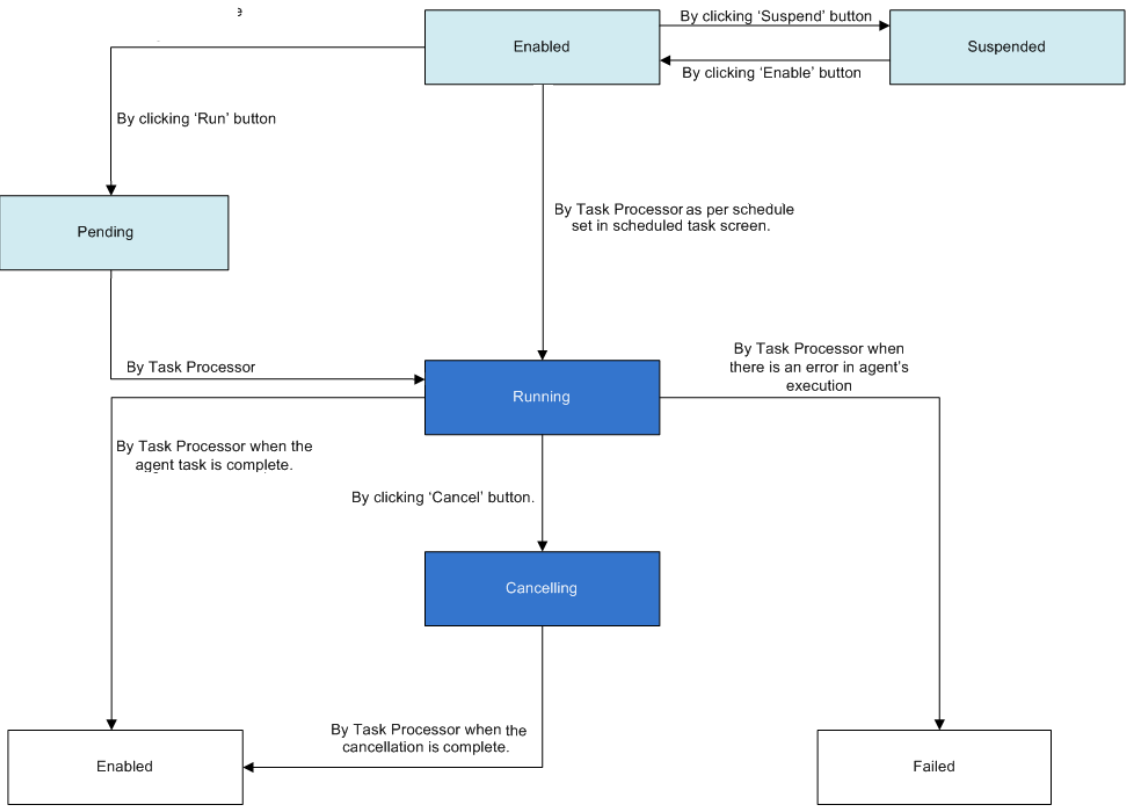 By clicking ‘Suspend’ button
Enabled
Suspended
By clicking ‘Enable’ button
By clicking ‘Run’ button
By Task Processor as per schedule
set in scheduled task screen.
Pending
By Task Processor
By Task Processor when
there is an error in agent’s
execution
Running
By Task Processor when the
agent task is complete.
By clicking ‘Cancel’ button.
Cancelling
By Task Processor when the
cancellation is complete.
Enabled
Failed